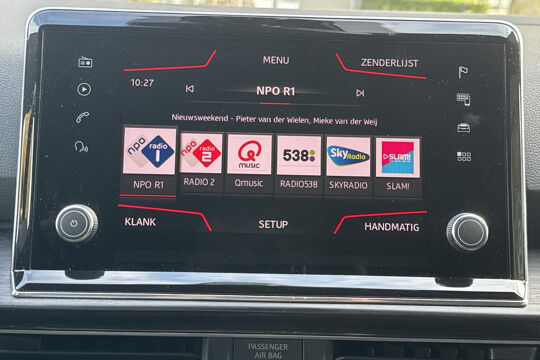 MENU
ZENDERLIJST
10:27
NPO R1
Nieuwsweekend - Pieter van der Wielen, Mieke van der Weij
npo radio 1
npo radio 2
Q MUSIC
538
Sky Radio
SLAM!
NPO R1
RADIO 2
Qmusic
RADIO538
SKYRADIO
SLAM!
KLANK
SETUP
HANDMATIG
PASSENGER
AIR BAG